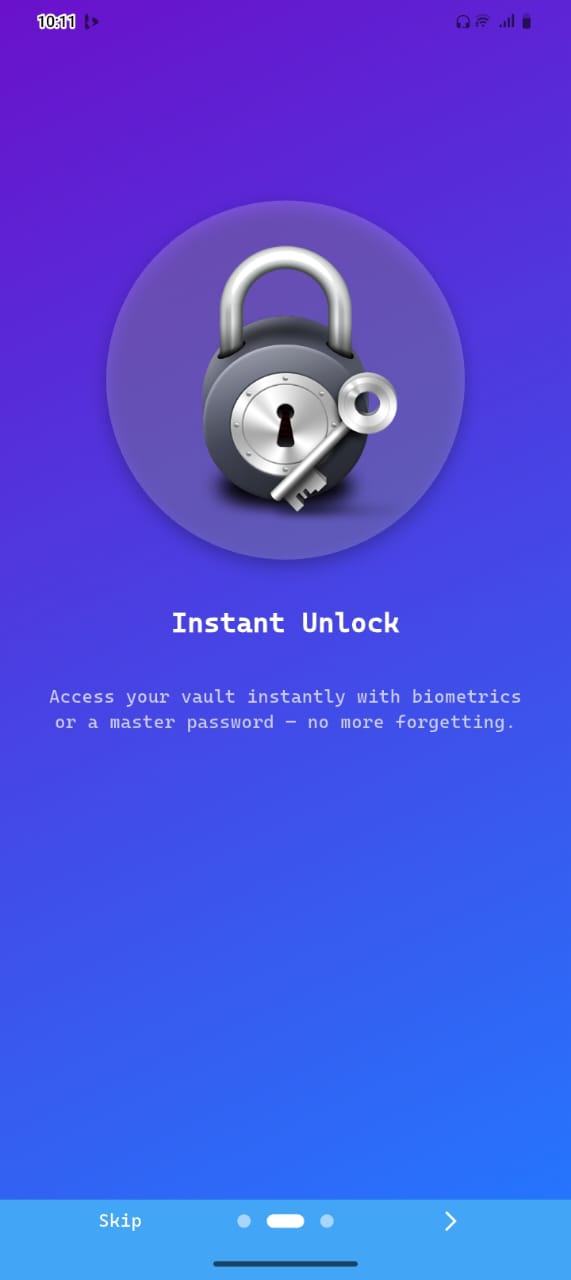 10:11
Instant Unlock
Access your vault instantly with biometrics
or a master password — no more forgetting.
Skip